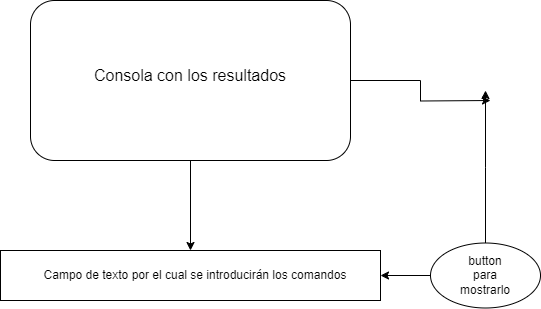 Consola con los resultados
Campo de texto por el cual se introducirán los comandos
button
para
mostrarlo